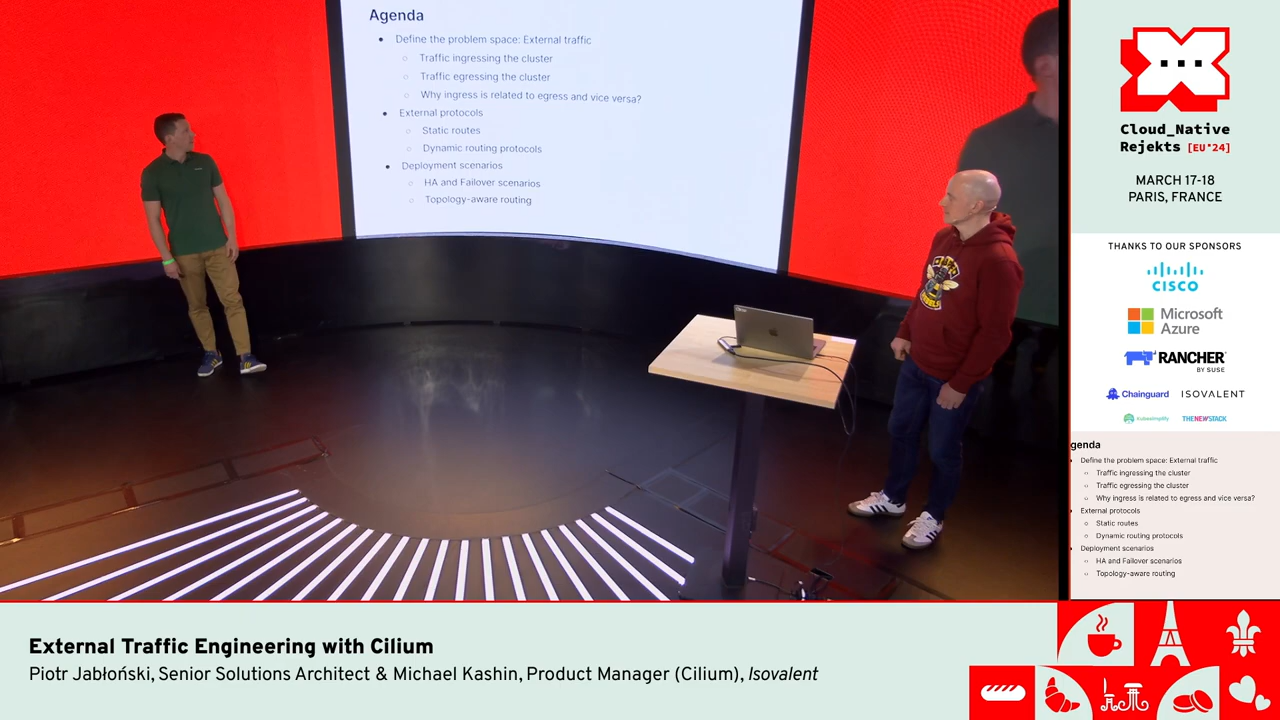 Agenda
Define the problem space: External traffic
Traffic ingressing the cluster
Traffic egressing the cluster
Why ingress is related to egress and vice versa?
External protocols
Static routes
Dynamic routing protocols
Deployment scenarios
HA and Failover scenarios
Topology-aware routing
Cloud_Native
Rejekts [EU'24]
MARCH 17-18
PARIS, FRANCE
THANKS TO OUR SPONSORS
CISCO
Microsoft
Azure
RANCHER
BY SUSE
Chainguard ISOVALENT
kubesimplify THENEWSTACK
genda
Define the problem space: External traffic
Traffic ingressing the cluster
Traffic egressing the cluster
Why ingress is related to egress and vice versa?
External protocols
Static routes
Dynamic routing protocols
Deployment scenarios
HA and Failover scenarios
Topology-aware routing
External Traffic Engineering with Cilium
Piotr Jabłoński, Senior Solutions Architect & Michael Kashin, Product Manager (Cilium), Isovalent